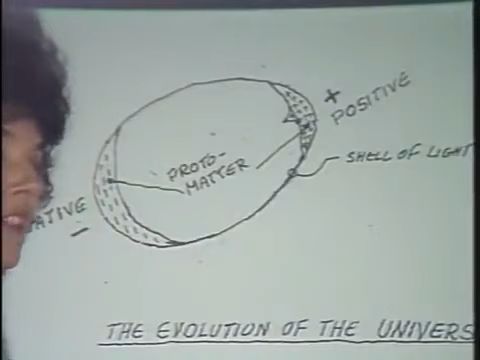 +
POSITIVE
SHELL OF LIGHT
PROTO-
MATTER
ATIVE
−
THE EVOLUTION OF THE UNIVERS